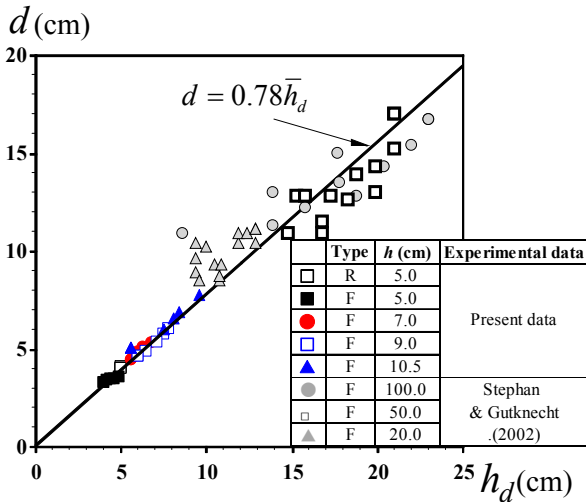 d (cm)
20
d = 0.78h̅_d
15
10
5
0
0 5 10 15 20 25
h_d (cm)
Type h (cm) Experimental data
R 5.0
F 5.0
F 7.0
F 9.0
F 10.5
Present data
F 100.0
F 50.0
F 20.0
Stephan
& Gutknecht
.(2002)